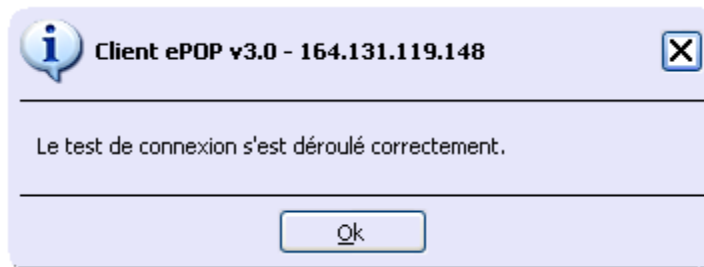 Client ePOP v3.0 - 164.131.119.148
Le test de connexion s'est déroulé correctement.
Ok